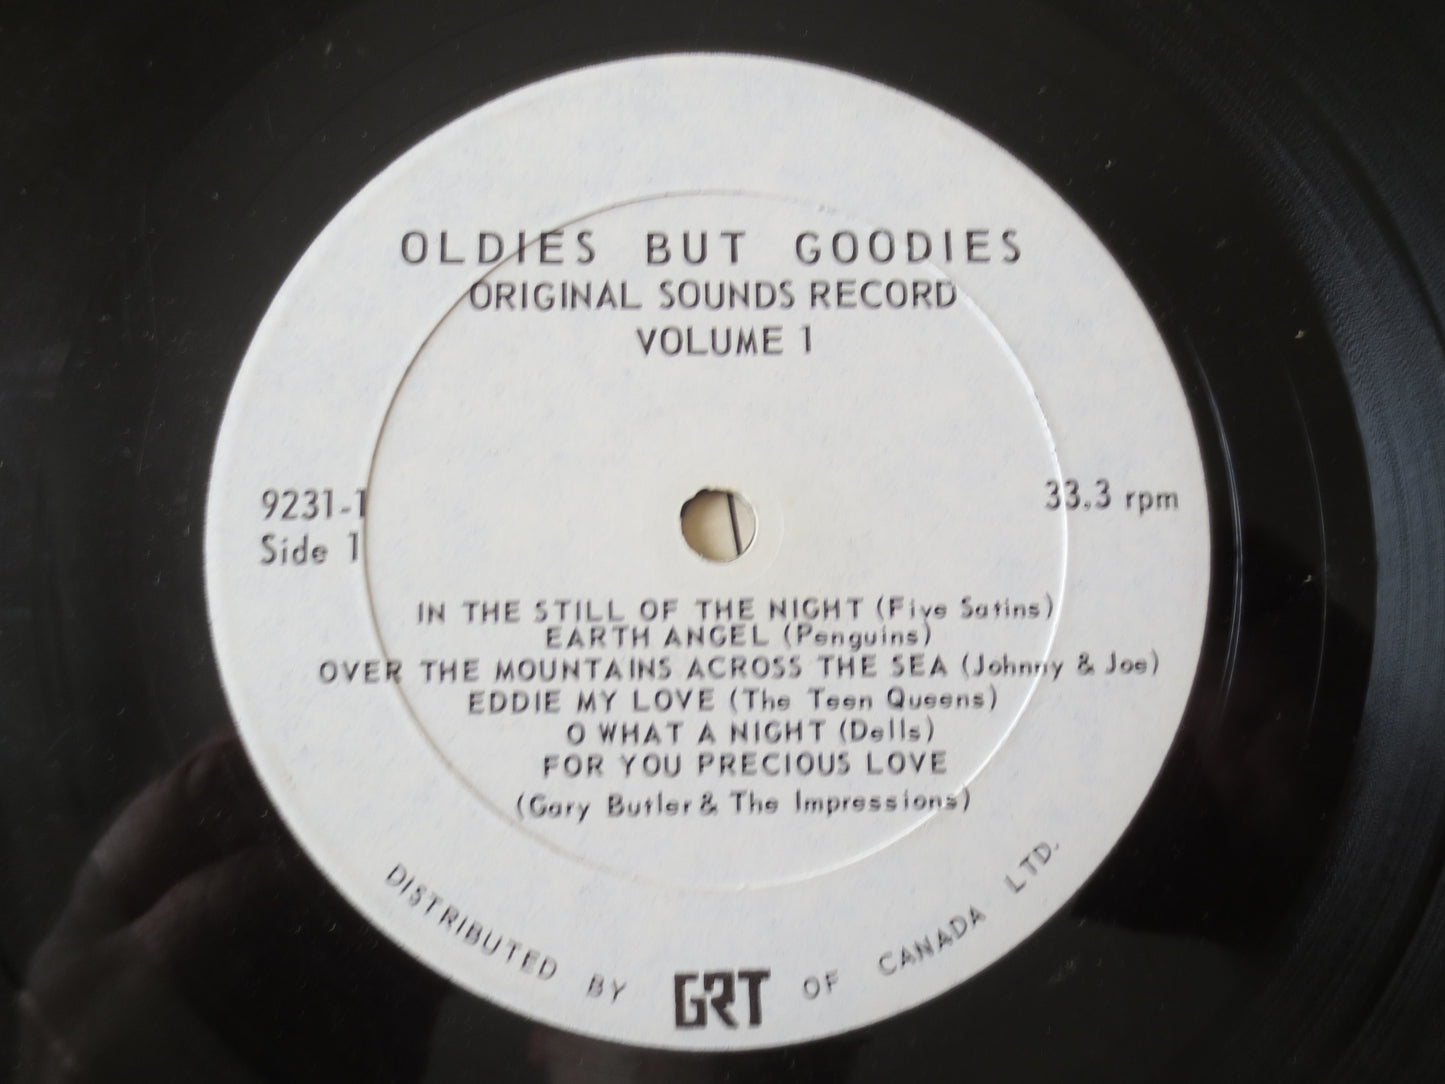 OLDIES BUT GOODIES
ORIGINAL SOUNDS RECORD
VOLUME 1
9231-1
Side 1
33.3 rpm
IN THE STILL OF THE NIGHT (Five Satins)
EARTH ANGEL (Penguins)
OVER THE MOUNTAINS ACROSS THE SEA (Johnny & Joe)
EDDIE MY LOVE (The Teen Queens)
O WHAT A NIGHT (Dells)
FOR YOU PRECIOUS LOVE
(Gary Butler & The Impressions)
DISTRIBUTED BY GRT OF CANADA LTD.